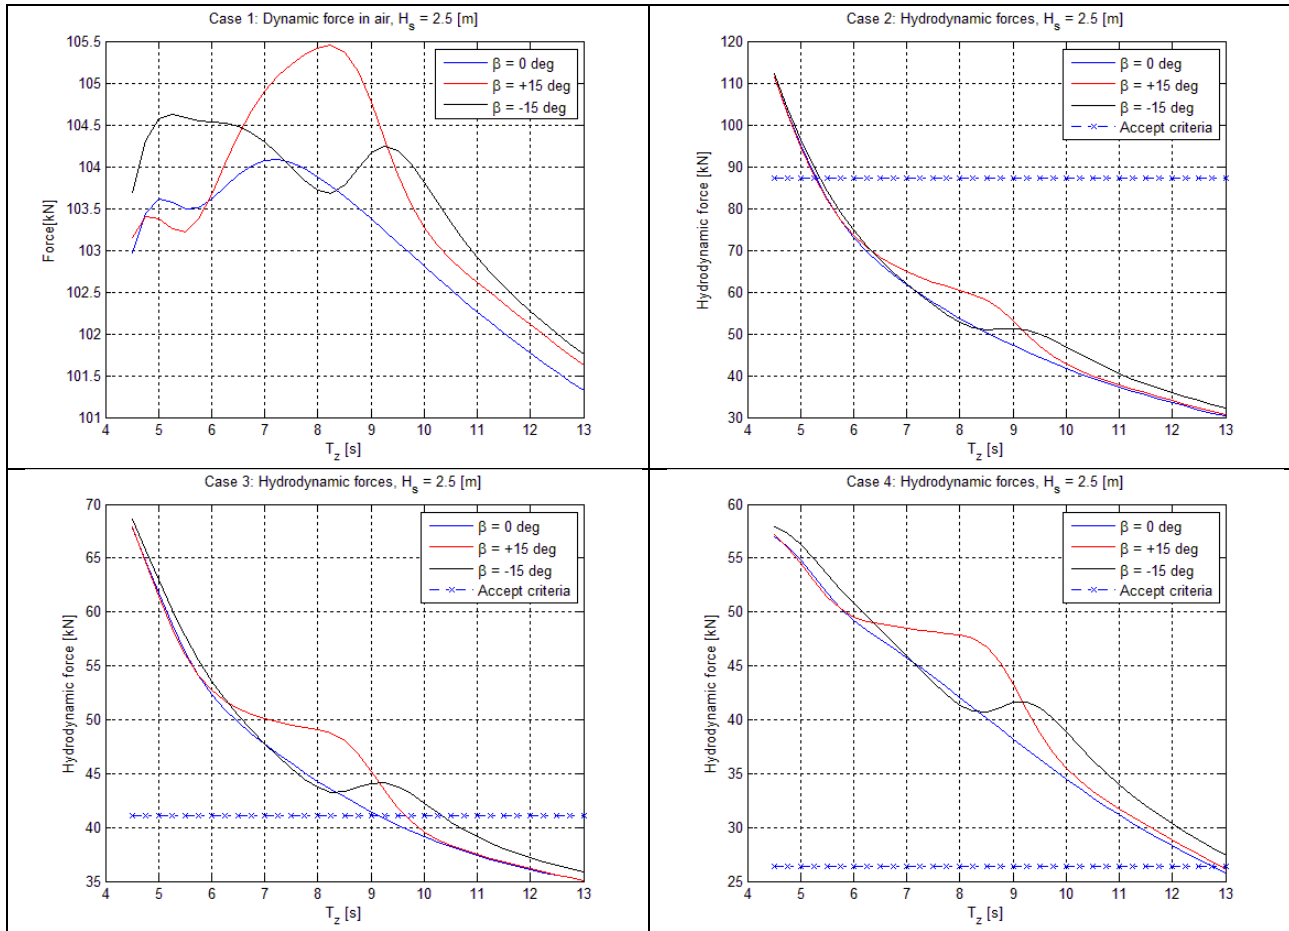 Case 1: Dynamic force in air, Hs = 2.5 [m]
β = 0 deg
β = +15 deg
β = -15 deg
Force[kN]
105.5
105
104.5
104
103.5
103
102.5
102
101.5
101
4 5 6 7 8 9 10 11 12 13
Tz [s]
Case 2: Hydrodynamic forces, Hs = 2.5 [m]
β = 0 deg
β = +15 deg
β = -15 deg
Accept criteria
Hydrodynamic force [kN]
120
110
100
90
80
70
60
50
40
30
4 5 6 7 8 9 10 11 12 13
Tz [s]
Case 3: Hydrodynamic forces, Hs = 2.5 [m]
β = 0 deg
β = +15 deg
β = -15 deg
Accept criteria
Hydrodynamic force [kN]
70
65
60
55
50
45
40
35
4 5 6 7 8 9 10 11 12 13
Tz [s]
Case 4: Hydrodynamic forces, Hs = 2.5 [m]
β = 0 deg
β = +15 deg
β = -15 deg
Accept criteria
Hydrodynamic force [kN]
60
55
50
45
40
35
30
25
4 5 6 7 8 9 10 11 12 13
Tz [s]